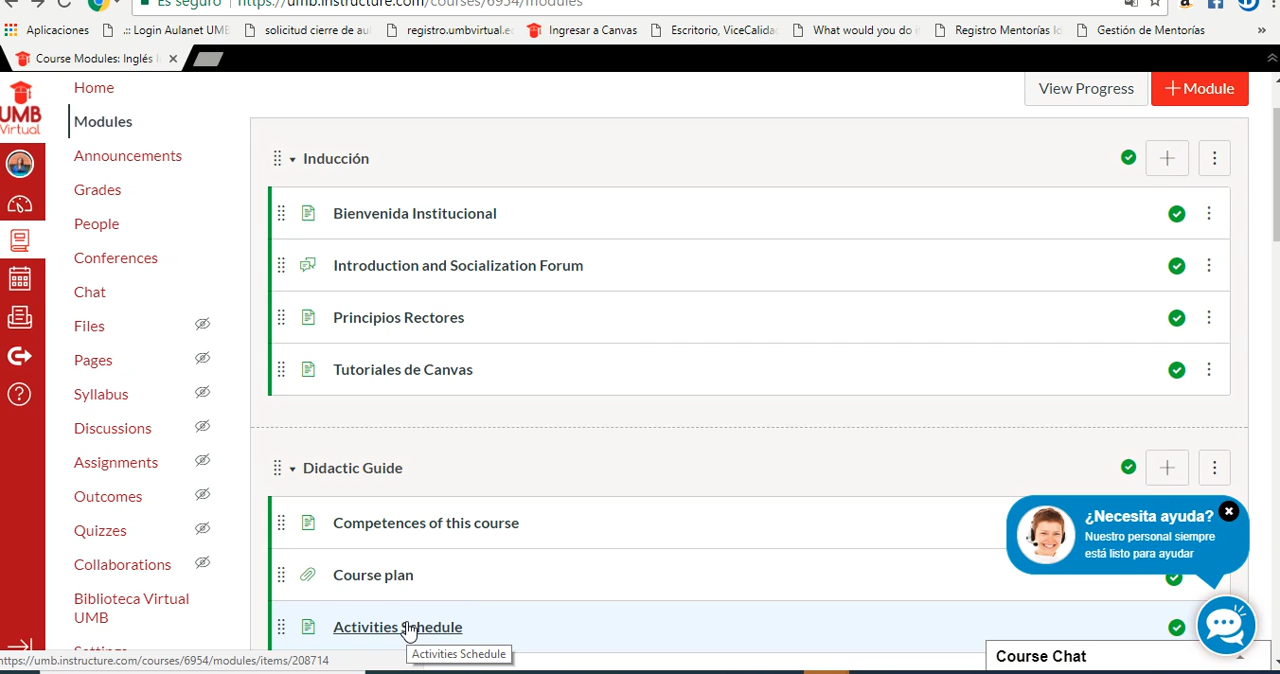 Es seguro https://umb.instructure.com/courses/6954/modules
Aplicaciones .:: Login Aulanet UMB solicitud cierre de aul registro.umbvirtual.e Ingresar a Canvas Escritorio, ViceCalida What would you do i Registro Mentorías Ic Gestión de Mentorías »
Course Modules: Inglés
UMB
Virtual
Home
Modules
Announcements
Grades
People
Conferences
Chat
Files
Pages
Syllabus
Discussions
Assignments
Outcomes
Quizzes
Collaborations
Biblioteca Virtual
UMB
View Progress
+ Module
Inducción
Bienvenida Institucional
Introduction and Socialization Forum
Principios Rectores
Tutoriales de Canvas
Didactic Guide
Competences of this course
Course plan
Activities Schedule
Activities Schedule
¿Necesita ayuda?
Nuestro personal siempre
está listo para ayudar
Course Chat
https://umb.instructure.com/courses/6954/modules/items/208714